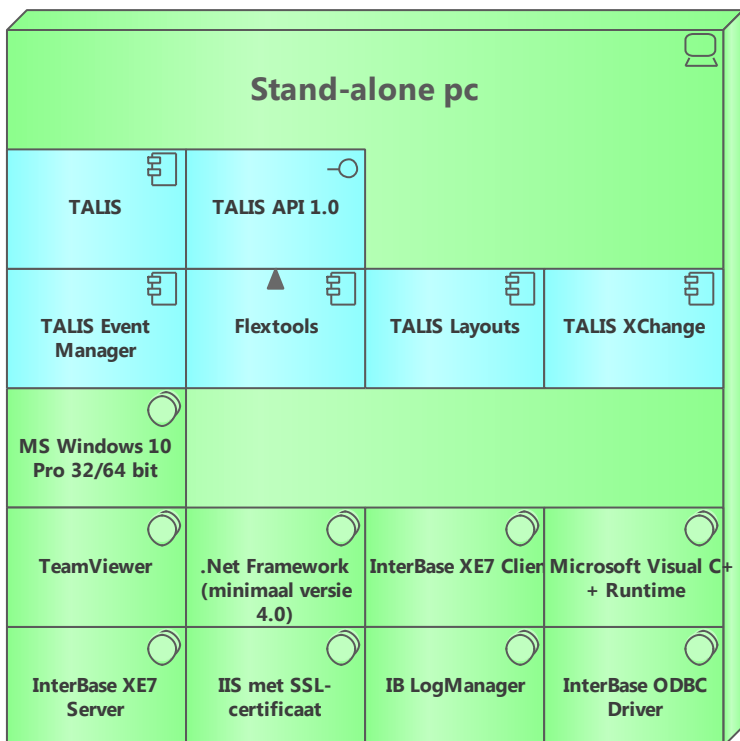 Stand-alone pc
TALIS
TALIS API 1.0
TALIS Event
Manager
Flextools
TALIS Layouts
TALIS XChange
MS Windows 10
Pro 32/64 bit
TeamViewer
.Net Framework
(minimaal versie
4.0)
InterBase XE7 Clien
Microsoft Visual C+
+ Runtime
InterBase XE7
Server
IIS met SSL-
certificaat
IB LogManager
InterBase ODBC
Driver